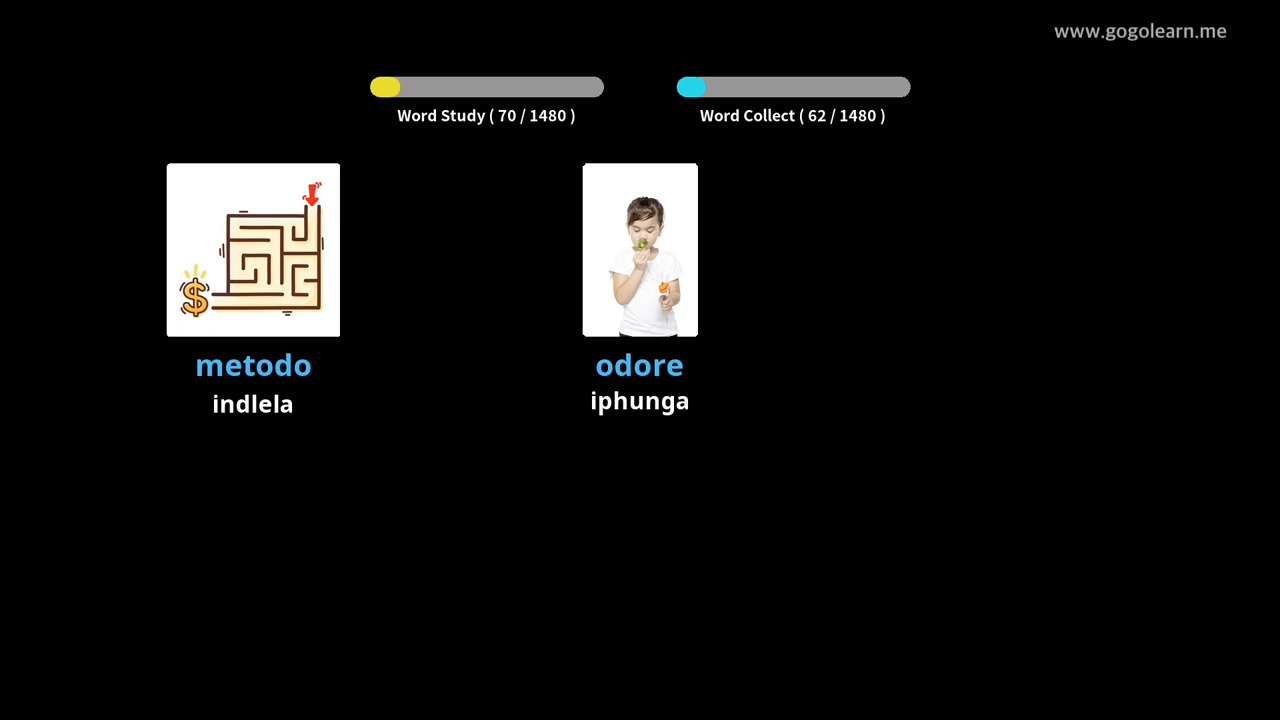 www.gogolearn.me
Word Study ( 70 / 1480 )
Word Collect ( 62 / 1480 )
metodo
indlela
odore
iphunga